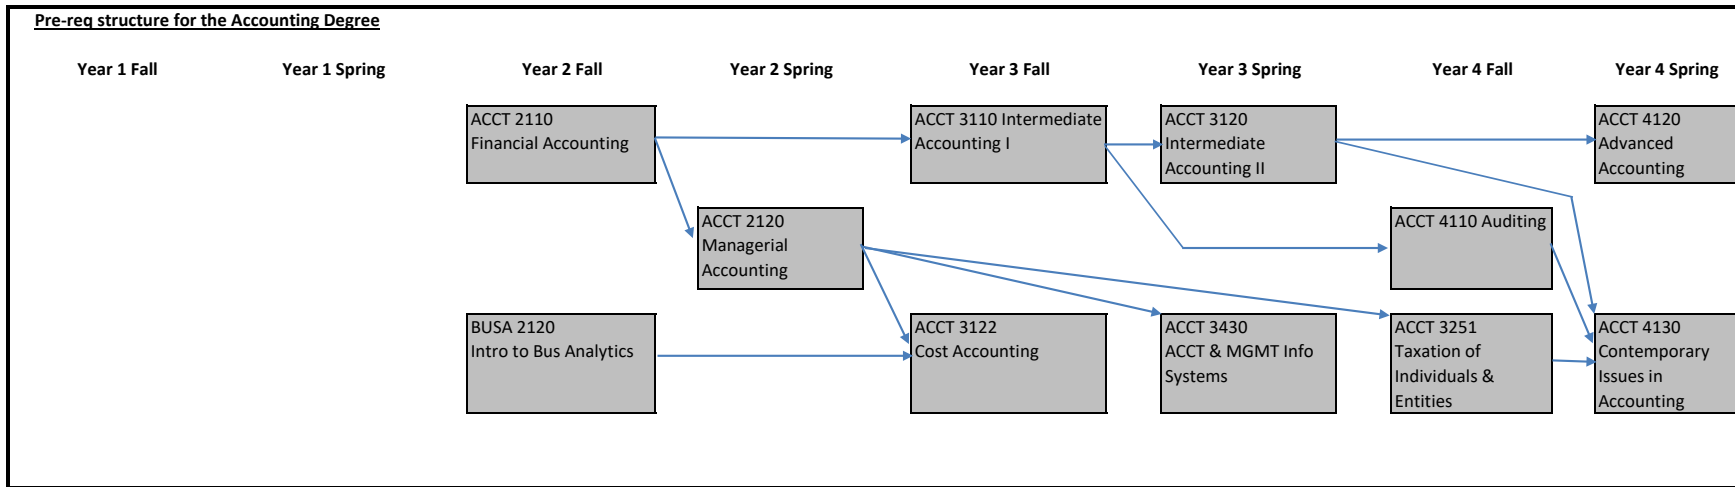 Pre-req structure for the Accounting Degree
Year 1 Fall
Year 1 Spring
Year 2 Fall
Year 2 Spring
Year 3 Fall
Year 3 Spring
Year 4 Fall
Year 4 Spring
ACCT 2110
Financial Accounting
ACCT 3110 Intermediate
Accounting I
ACCT 3120
Intermediate
Accounting II
ACCT 4120
Advanced
Accounting
ACCT 2120
Managerial
Accounting
ACCT 4110 Auditing
BUSA 2120
Intro to Bus Analytics
ACCT 3122
Cost Accounting
ACCT 3430
ACCT & MGMT Info
Systems
ACCT 3251
Taxation of
Individuals &
Entities
ACCT 4130
Contemporary
Issues in
Accounting